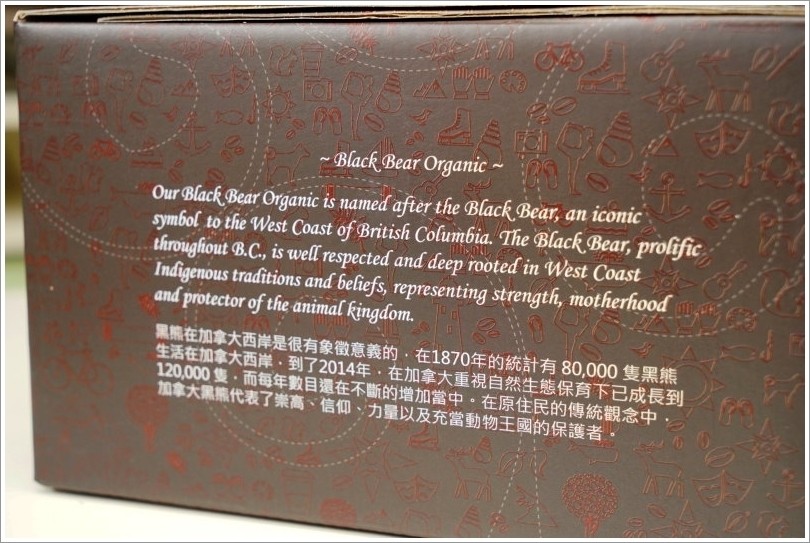 ~ Black Bear Organic ~
Our Black Bear Organic is named after the Black Bear, an iconic
symbol to the West Coast of British Columbia. The Black Bear, prolific
throughout B.C., is well respected and deep rooted in West Coast
Indigenous traditions and beliefs, representing strength, motherhood
and protector of the animal kingdom.
黑熊在加拿大西岸是很有象徵意義的，在1870年的統計有 80,000 隻黑熊
生活在加拿大西岸，到了2014年，在加拿大重視自然生態保育下已成長到
120,000 隻，而每年數目還在不斷的增加當中。在原住民的傳統觀念中，
加拿大黑熊代表了崇高、信仰、力量以及充當動物王國的保護者。